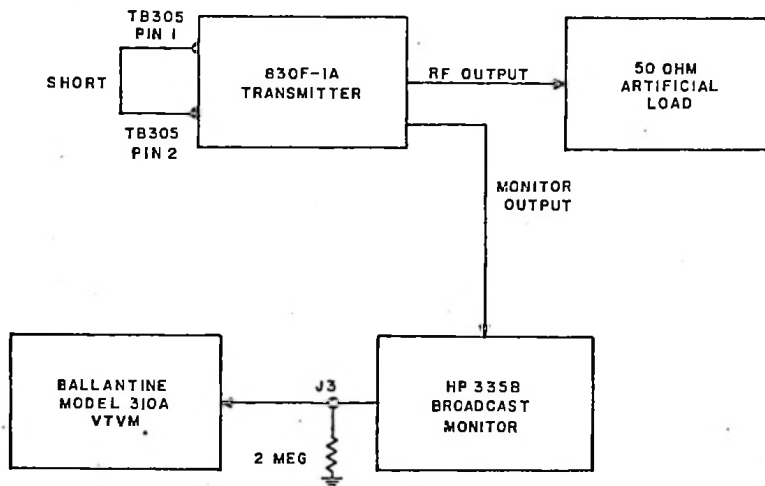 TB305
PIN 1
SHORT
TB305
PIN 2
830F-1A
TRANSMITTER
RF OUTPUT
50 OHM
ARTIFICIAL
LOAD
MONITOR
OUTPUT
BALLANTINE
MODEL 310A
VTVM
J3
2 MEG
HP 335B
BROADCAST
MONITOR